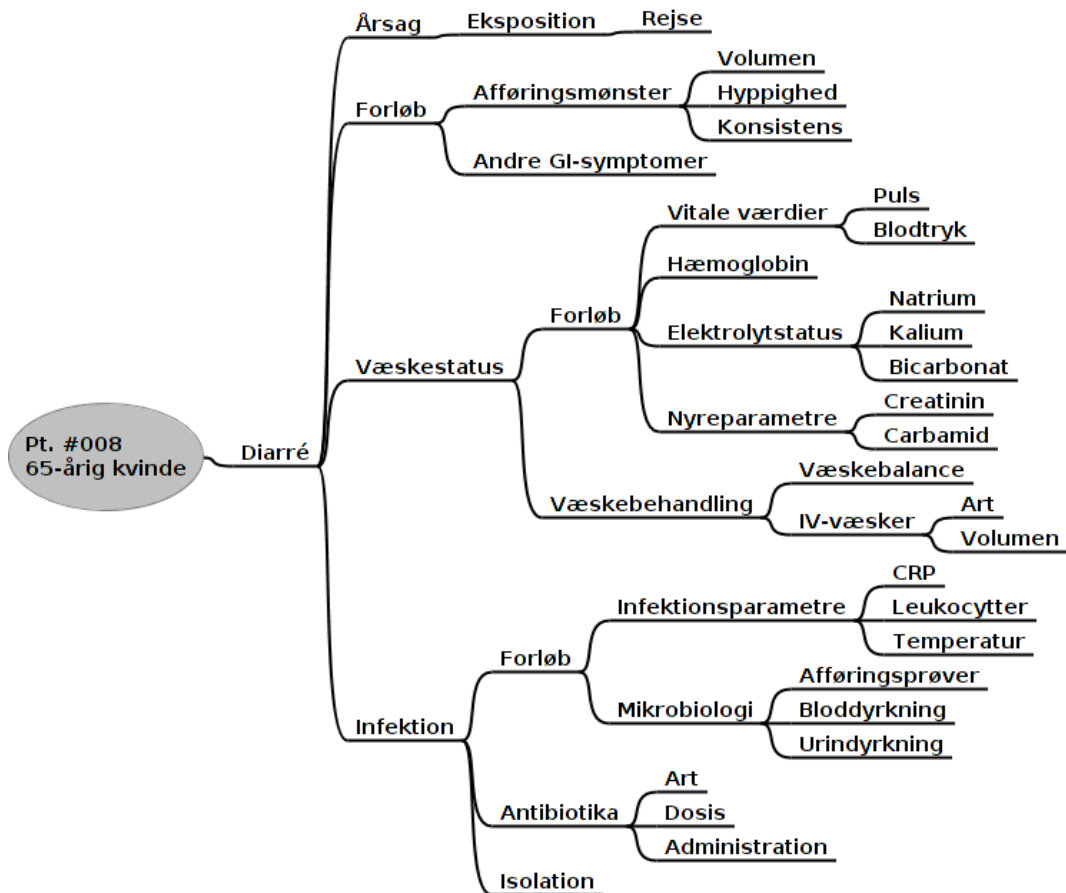 Pt. #008
65-årig kvinde
Diarré
Årsag
Eksposition
Rejse
Forløb
Afføringsmønster
Volumen
Hyppighed
Konsistens
Andre GI-symptomer
Væskestatus
Forløb
Vitale værdier
Puls
Blodtryk
Hæmoglobin
Elektrolytstatus
Natrium
Kalium
Bicarbonat
Nyreparametre
Creatinin
Carbamid
Væskebehandling
Væskebalance
IV-væsker
Art
Volumen
Infektion
Forløb
Infektionsparametre
CRP
Leukocytter
Temperatur
Mikrobiologi
Afføringsprøver
Bloddyrkning
Urindyrkning
Antibiotika
Art
Dosis
Administration
Isolation